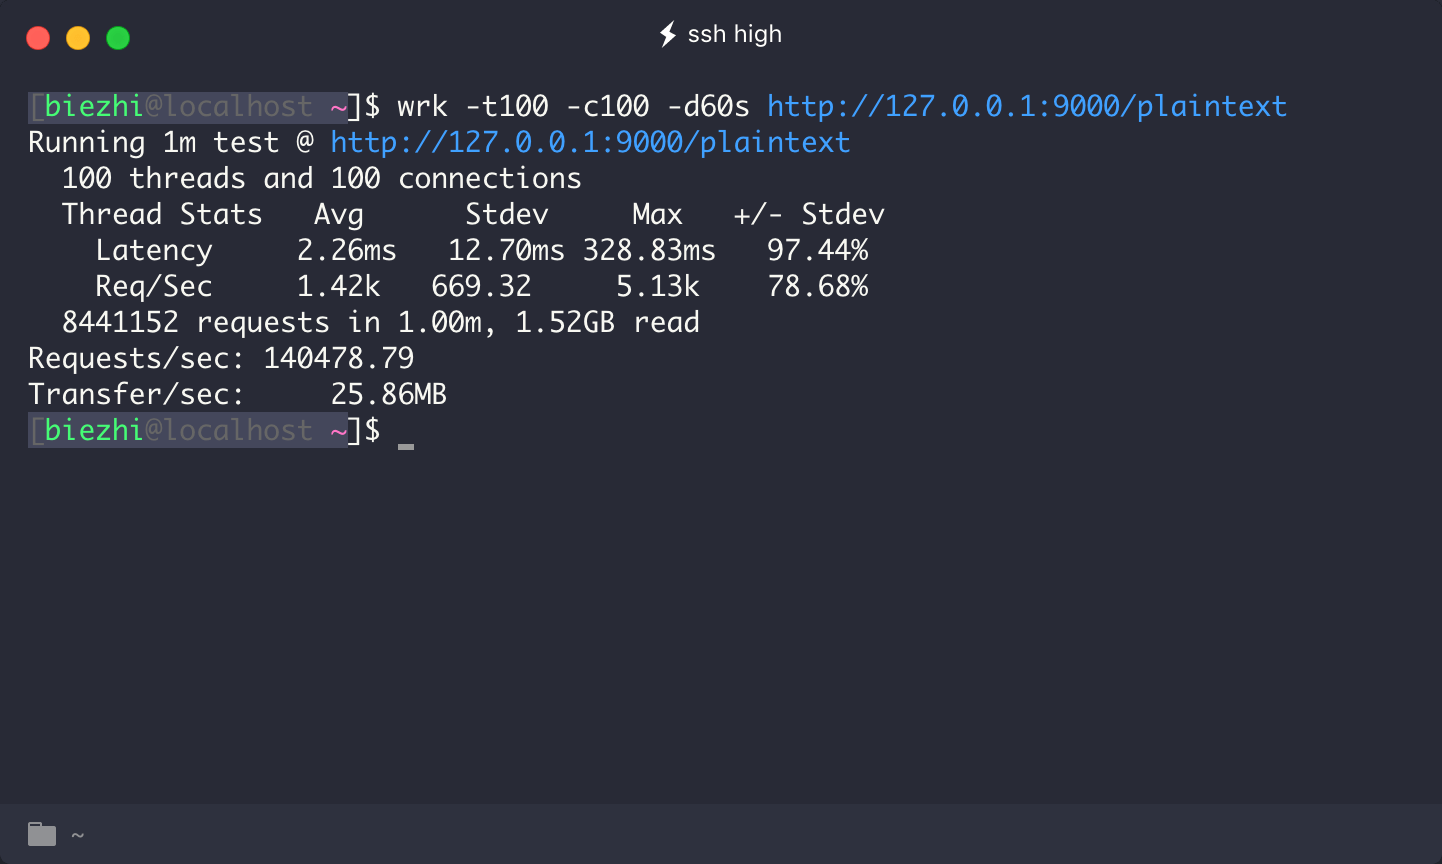 ssh high
[biezhi@localhost ~]$ wrk -t100 -c100 -d60s http://127.0.0.1:9000/plaintext
Running 1m test @ http://127.0.0.1:9000/plaintext
  100 threads and 100 connections
  Thread Stats   Avg      Stdev     Max   +/- Stdev
    Latency     2.26ms   12.70ms 328.83ms   97.44%
    Req/Sec     1.42k   669.32     5.13k    78.68%
  8441152 requests in 1.00m, 1.52GB read
Requests/sec: 140478.79
Transfer/sec:     25.86MB
[biezhi@localhost ~]$ _
~